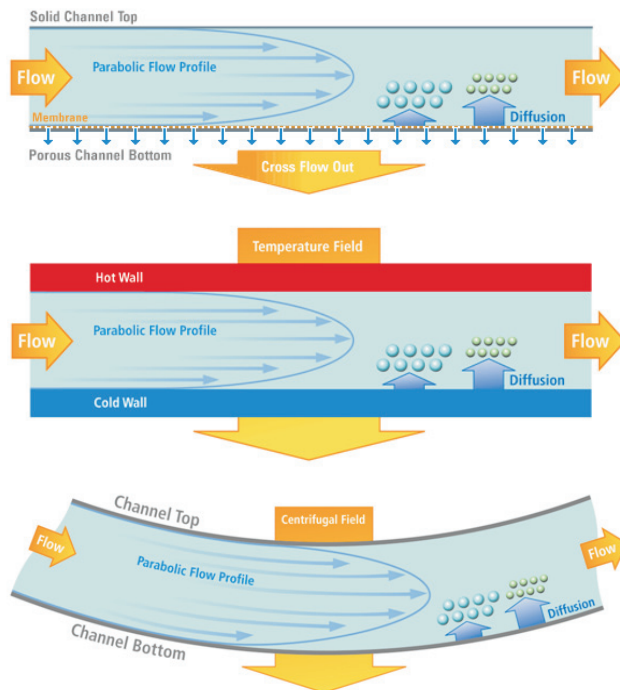 Solid Channel Top
Flow
Parabolic Flow Profile
Flow
Membrane
Diffusion
Porous Channel Bottom
Cross Flow Out
Temperature Field
Hot Wall
Flow
Parabolic Flow Profile
Flow
Diffusion
Cold Wall
Channel Top
Centrifugal Field
Flow
Flow
Parabolic Flow Profile
Diffusion
Channel Bottom